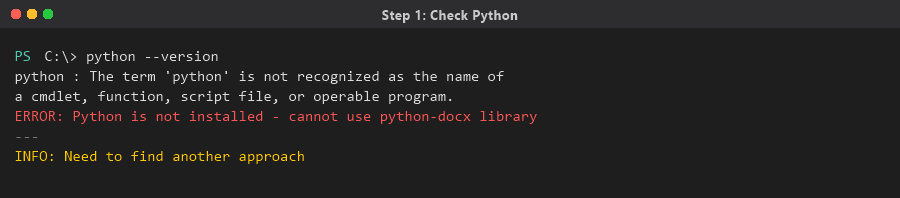 Step 1: Check Python
PS C:\> python --version
python : The term 'python' is not recognized as the name of
a cmdlet, function, script file, or operable program.
ERROR: Python is not installed - cannot use python-docx library
---
INFO: Need to find another approach